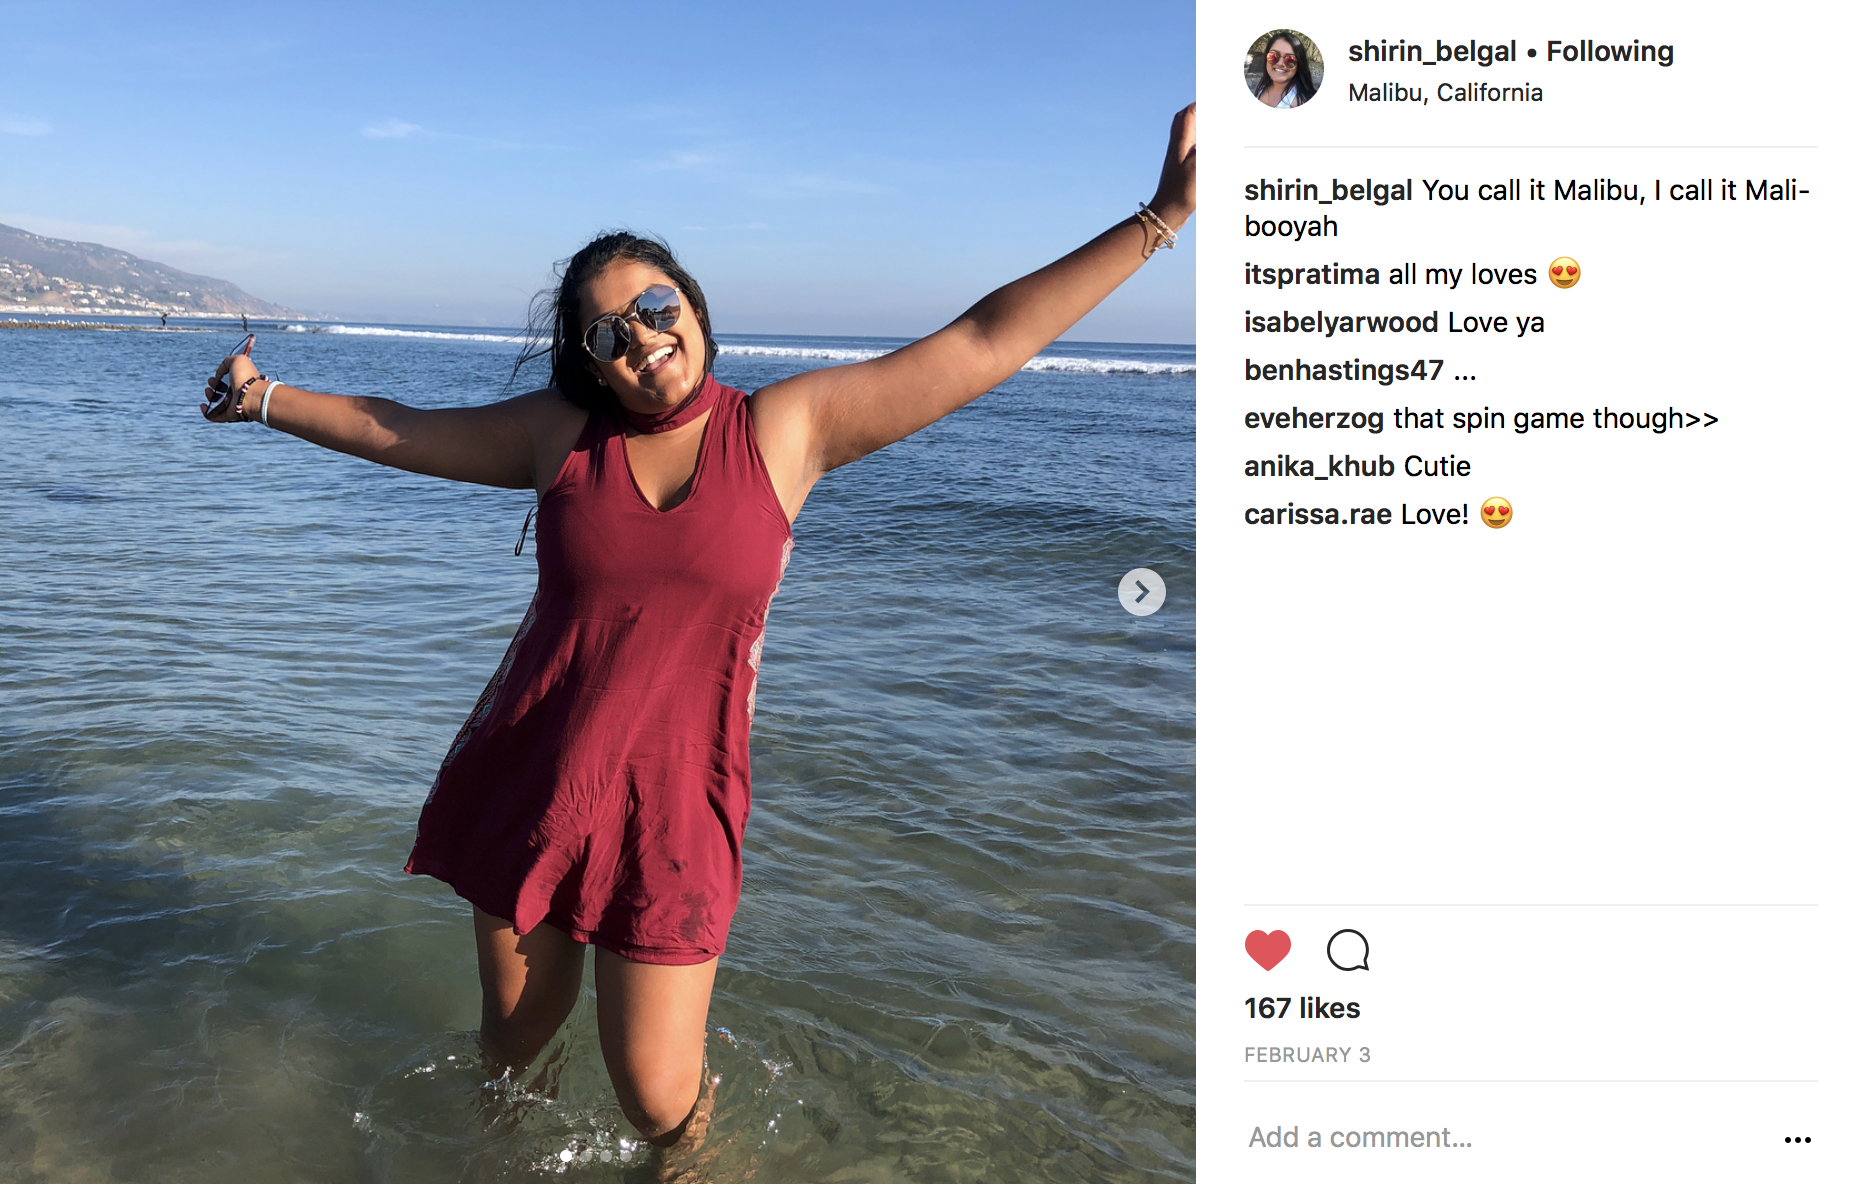 shirin_belgal • Following
Malibu, California
shirin_belgal You call it Malibu, I call it Mali-
booyah
itspratima all my loves 😍
isabelyarwood Love ya
benhastings47 ...
eveherzog that spin game though>>
anika_khub Cutie
carissa.rae Love! 😍
167 likes
FEBRUARY 3
Add a comment...